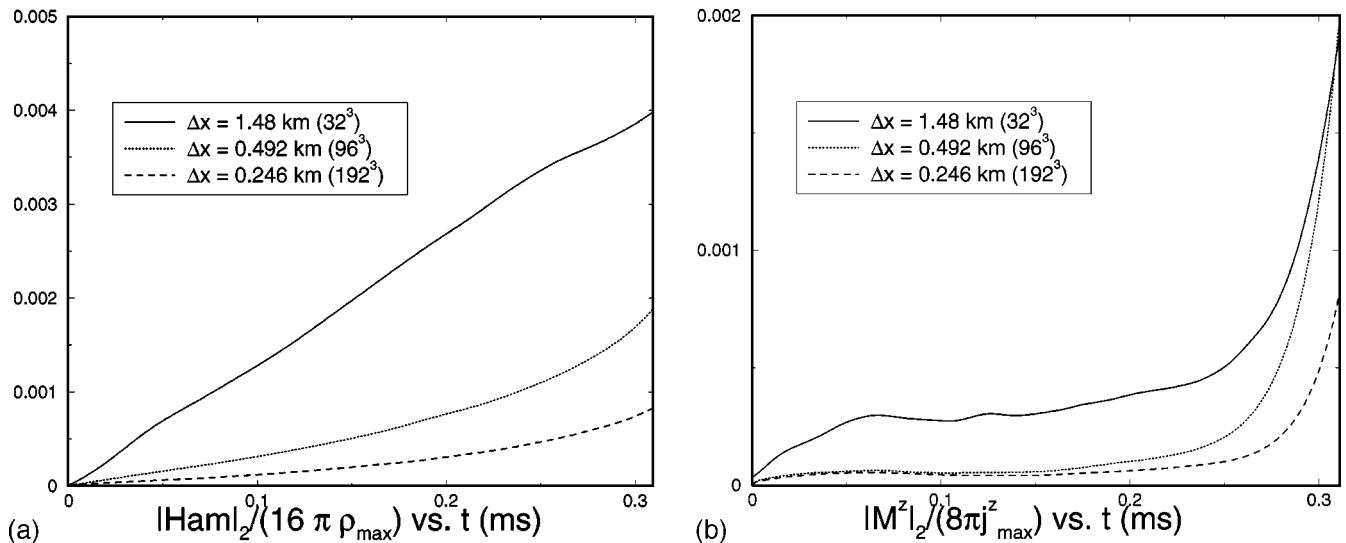 0.005
0.004
0.003
0.002
0.001
0
Δx = 1.48 km (32³)
Δx = 0.492 km (96³)
Δx = 0.246 km (192³)
0 0.1 0.2 0.3
(a) |Ham|₂/(16 π ρₘₐₓ) vs. t (ms)
0.002
0.001
0
Δx = 1.48 km (32³)
Δx = 0.492 km (96³)
Δx = 0.246 km (192³)
0 0.1 0.2 0.3
(b) |Mᶻ|₂/(8πjᶻₘₐₓ) vs. t (ms)